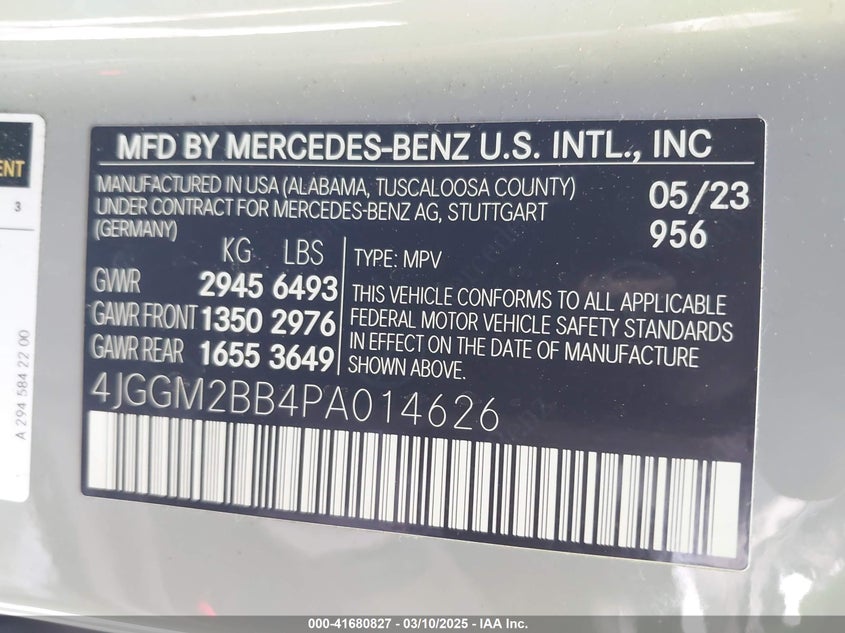 MFD BY MERCEDES-BENZ U.S. INTL., INC
MANUFACTURED IN USA (ALABAMA, TUSCALOOSA COUNTY)
UNDER CONTRACT FOR MERCEDES-BENZ AG, STUTTGART
(GERMANY)
05/23
956
KG LBS
GVWR 2945 6493
GAWR FRONT 1350 2976
GAWR REAR 1655 3649
TYPE: MPV
THIS VEHICLE CONFORMS TO ALL APPLICABLE
FEDERAL MOTOR VEHICLE SAFETY STANDARDS
IN EFFECT ON THE DATE OF MANUFACTURE
SHOWN ABOVE.
4JGGM2BB4PA014626
3
A 294 584 22 00
000-41680827 | 03/10/2025 | © IAA Inc.